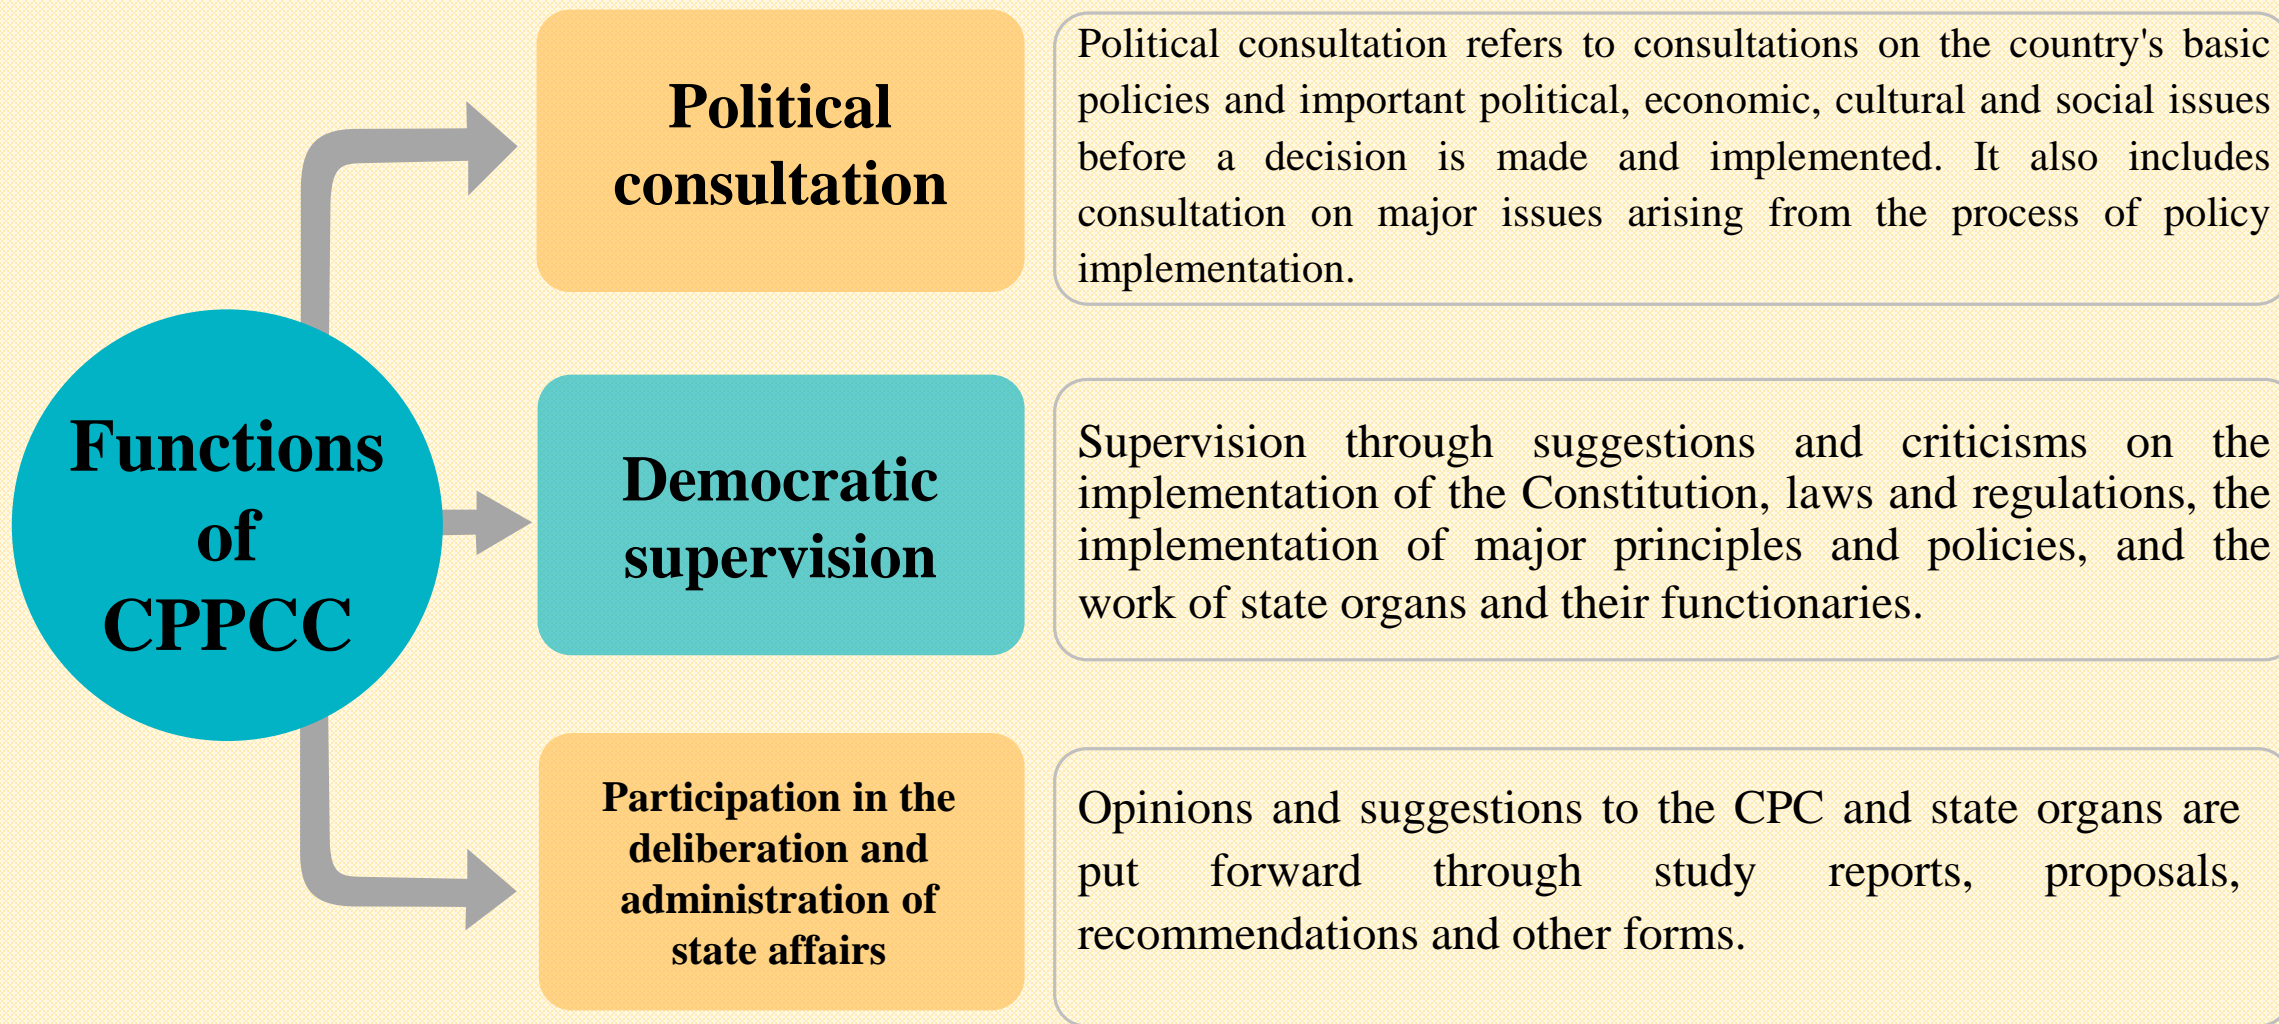 Functions
of
CPPCC
Political
consultation
Political consultation refers to consultations on the country's basic
policies and important political, economic, cultural and social issues
before a decision is made and implemented. It also includes
consultation on major issues arising from the process of policy
implementation.
Democratic
supervision
Supervision through suggestions and criticisms on the
implementation of the Constitution, laws and regulations, the
implementation of major principles and policies, and the
work of state organs and their functionaries.
Participation in the
deliberation and
administration of
state affairs
Opinions and suggestions to the CPC and state organs are
put forward through study reports, proposals,
recommendations and other forms.